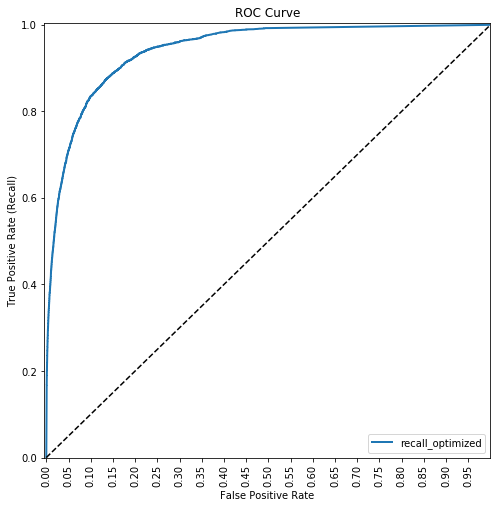 ROC Curve
True Positive Rate (Recall)
1.0
0.8
0.6
0.4
0.2
0.0
recall_optimized
0.00 0.05 0.10 0.15 0.20 0.25 0.30 0.35 0.40 0.45 0.50 0.55 0.60 0.65 0.70 0.75 0.80 0.85 0.90 0.95
False Positive Rate